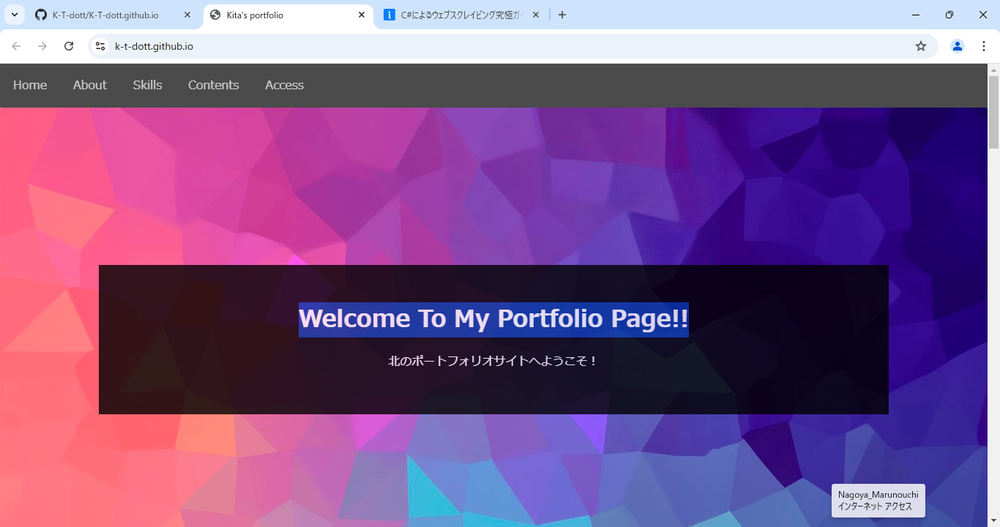 K-T-dott/K-T-dott.github.io
Kita's portfolio
C#によるウェブスクレイピング究極ガイ
k-t-dott.github.io
Home About Skills Contents Access
Welcome To My Portfolio Page!!
北のポートフォリオサイトへようこそ！
Nagoya_Marunouchi
インターネット アクセス